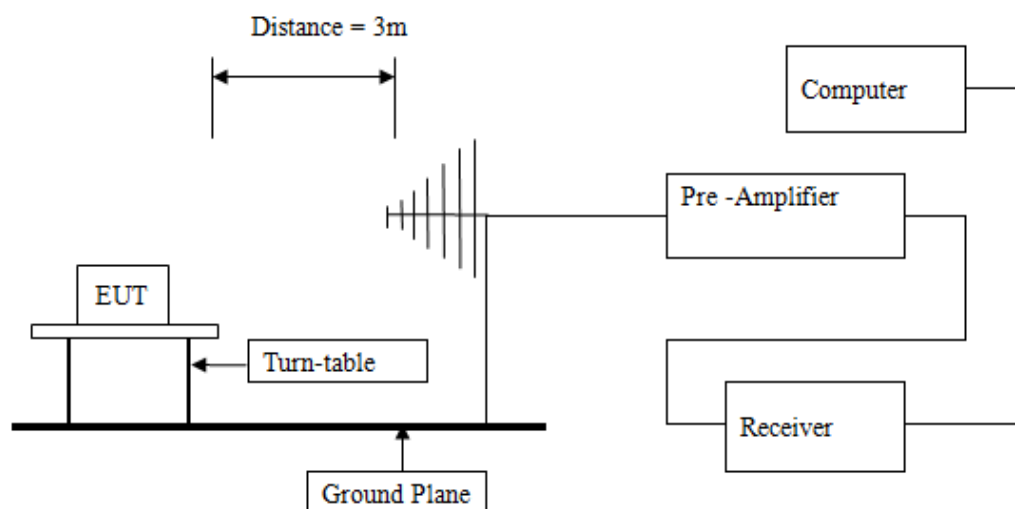 Distance = 3m
Computer
Pre -Amplifier
EUT
Turn-table
Receiver
Ground Plane